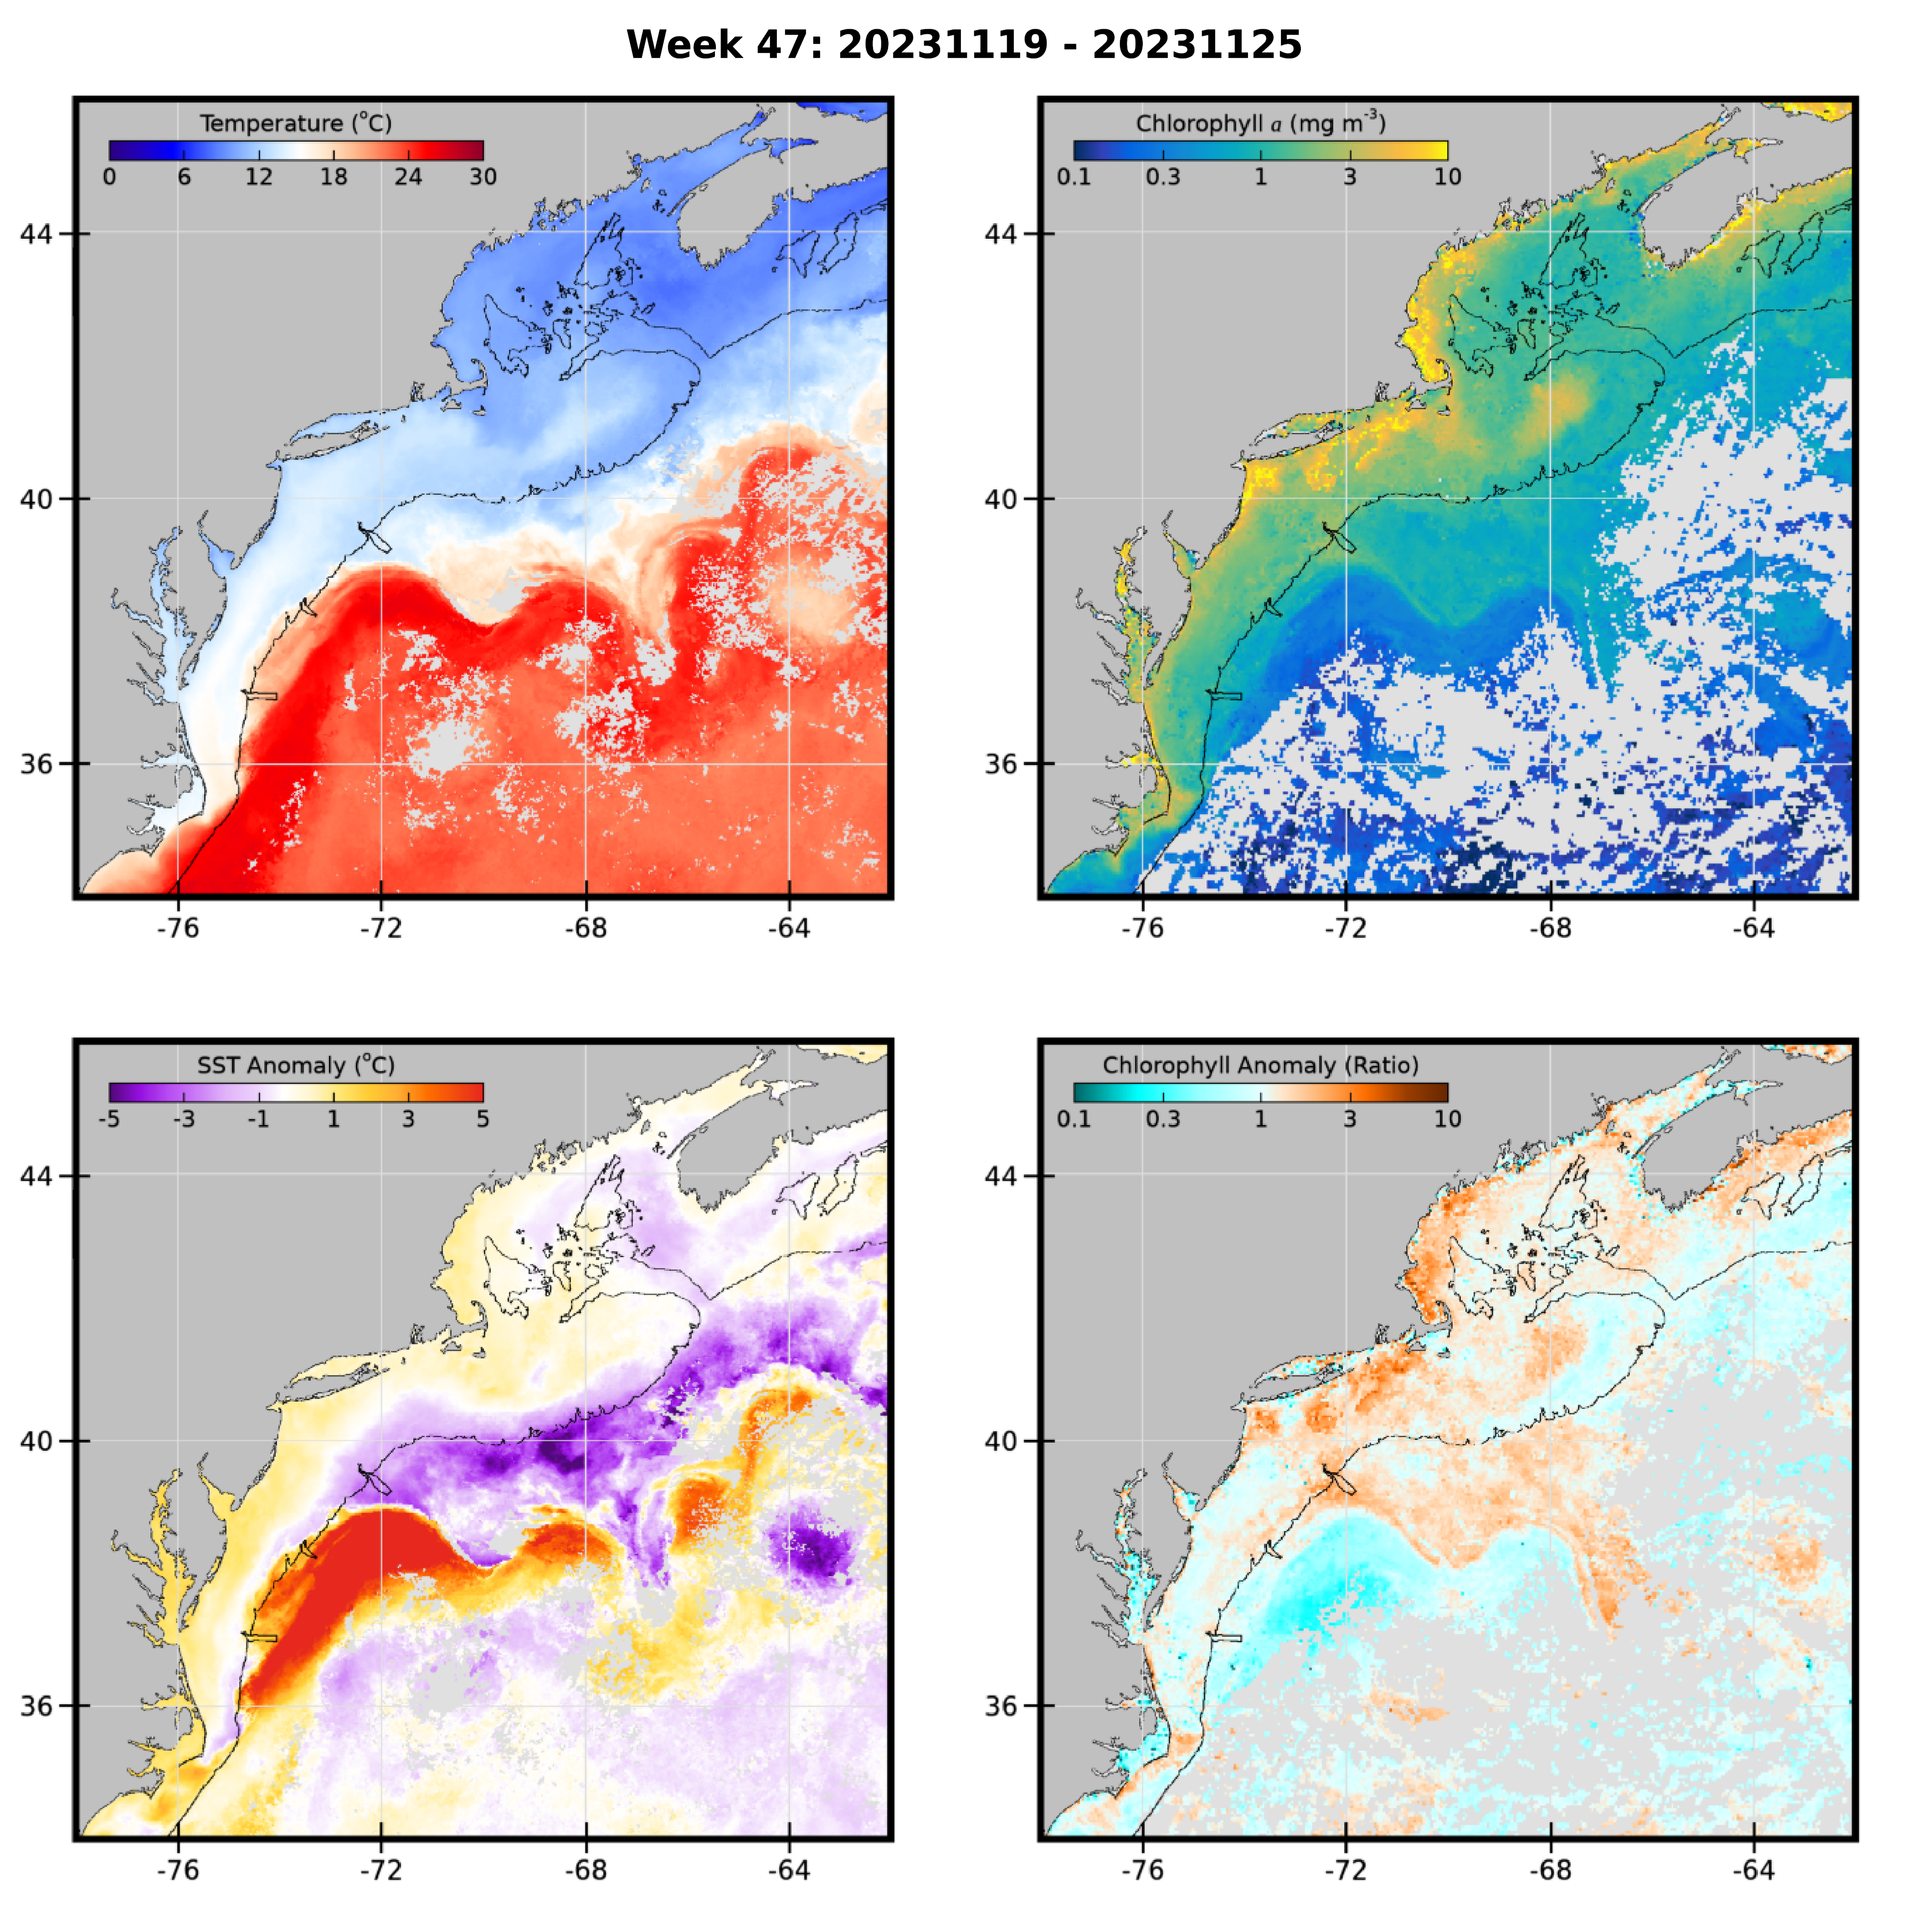 Week 47: 20231119 - 20231125
Temperature (°C)
0 6 12 18 24 30
44
40
36
-76 -72 -68 -64
Chlorophyll a (mg m⁻³)
0.1 0.3 1 3 10
44
40
36
-76 -72 -68 -64
SST Anomaly (°C)
-5 -3 -1 1 3 5
44
40
36
-76 -72 -68 -64
Chlorophyll Anomaly (Ratio)
0.1 0.3 1 3 10
44
40
36
-76 -72 -68 -64